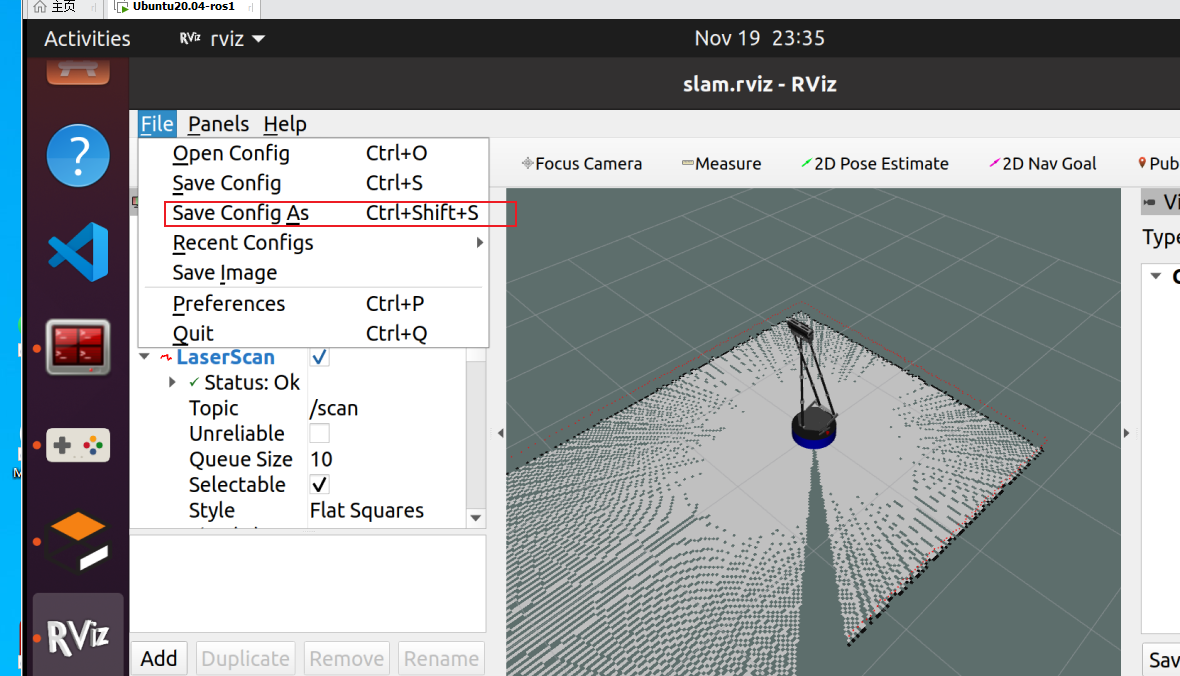 主页
Ubuntu20.04-ros1
Activities
RViz rviz
Nov 19 23:35
slam.rviz - RViz
File Panels Help
Open Config Ctrl+O
Save Config Ctrl+S
Save Config As Ctrl+Shift+S
Recent Configs
Save Image
Preferences Ctrl+P
Quit Ctrl+Q
Focus Camera
Measure
2D Pose Estimate
2D Nav Goal
Pub
Vi
Type
LaserScan
Status: Ok
Topic /scan
Unreliable
Queue Size 10
Selectable
Style Flat Squares
RViz
Add Duplicate Remove Rename
Sav